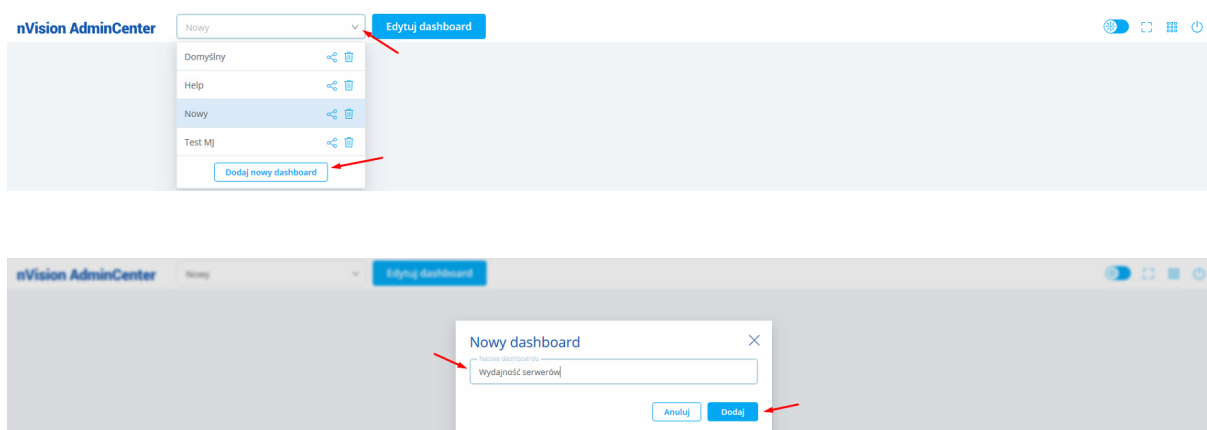 nVision AdminCenter Nowy Edytuj dashboard
Domyślny
Help
Nowy
Test MJ
Dodaj nowy dashboard
nVision AdminCenter Nowy Edytuj dashboard
Nowy dashboard
Nazwa dashboardu
Wydajność serwerów
Anuluj Dodaj